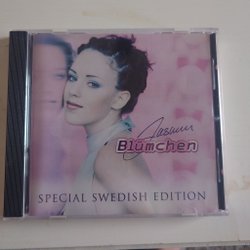 Jasmin
Blümchen
SPECIAL SWEDISH EDITION